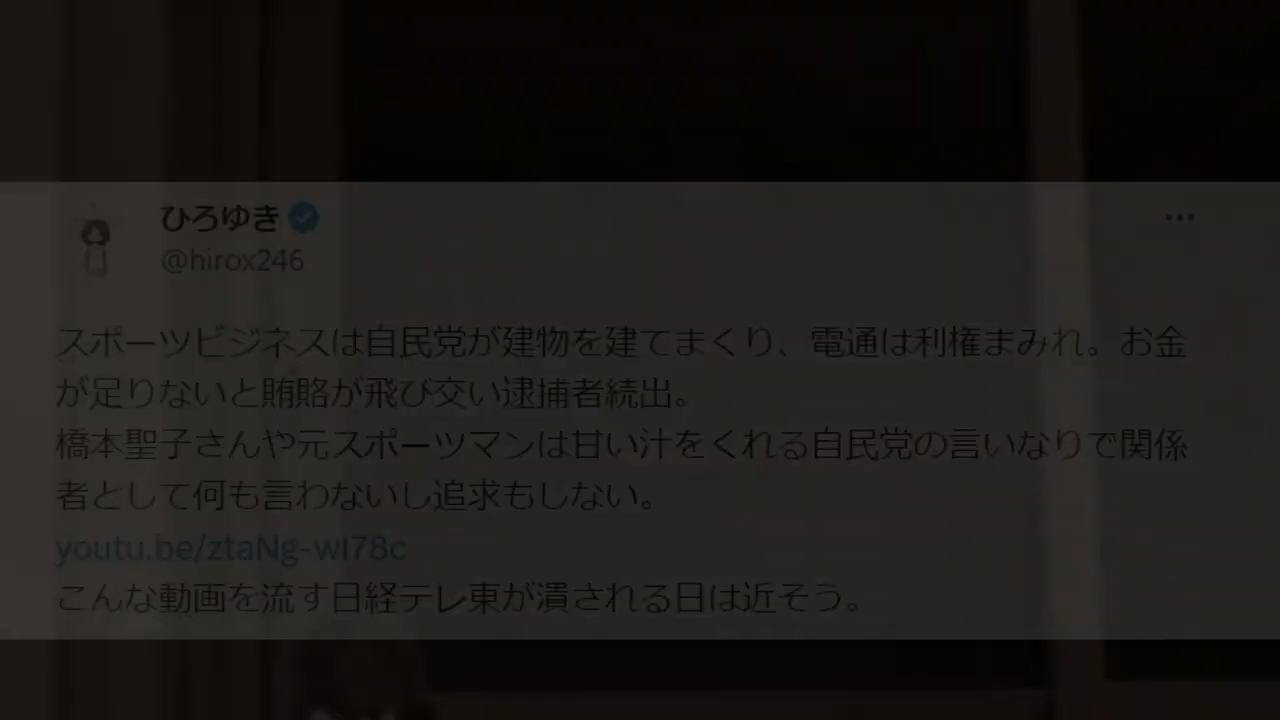 ひろゆき
@hirox246
スポーツビジネスは自民党が建物を建てまくり、電通は利権まみれ。お金
が足りないと賄賂が飛び交い逮捕者続出。
橋本聖子さんや元スポーツマンは甘い汁をくれる自民党の言いなりで関係
者として何も言わないし追求もしない。
youtu.be/ztaNg-wI78c
こんな動画を流す日経テレ東が潰される日は近そう。